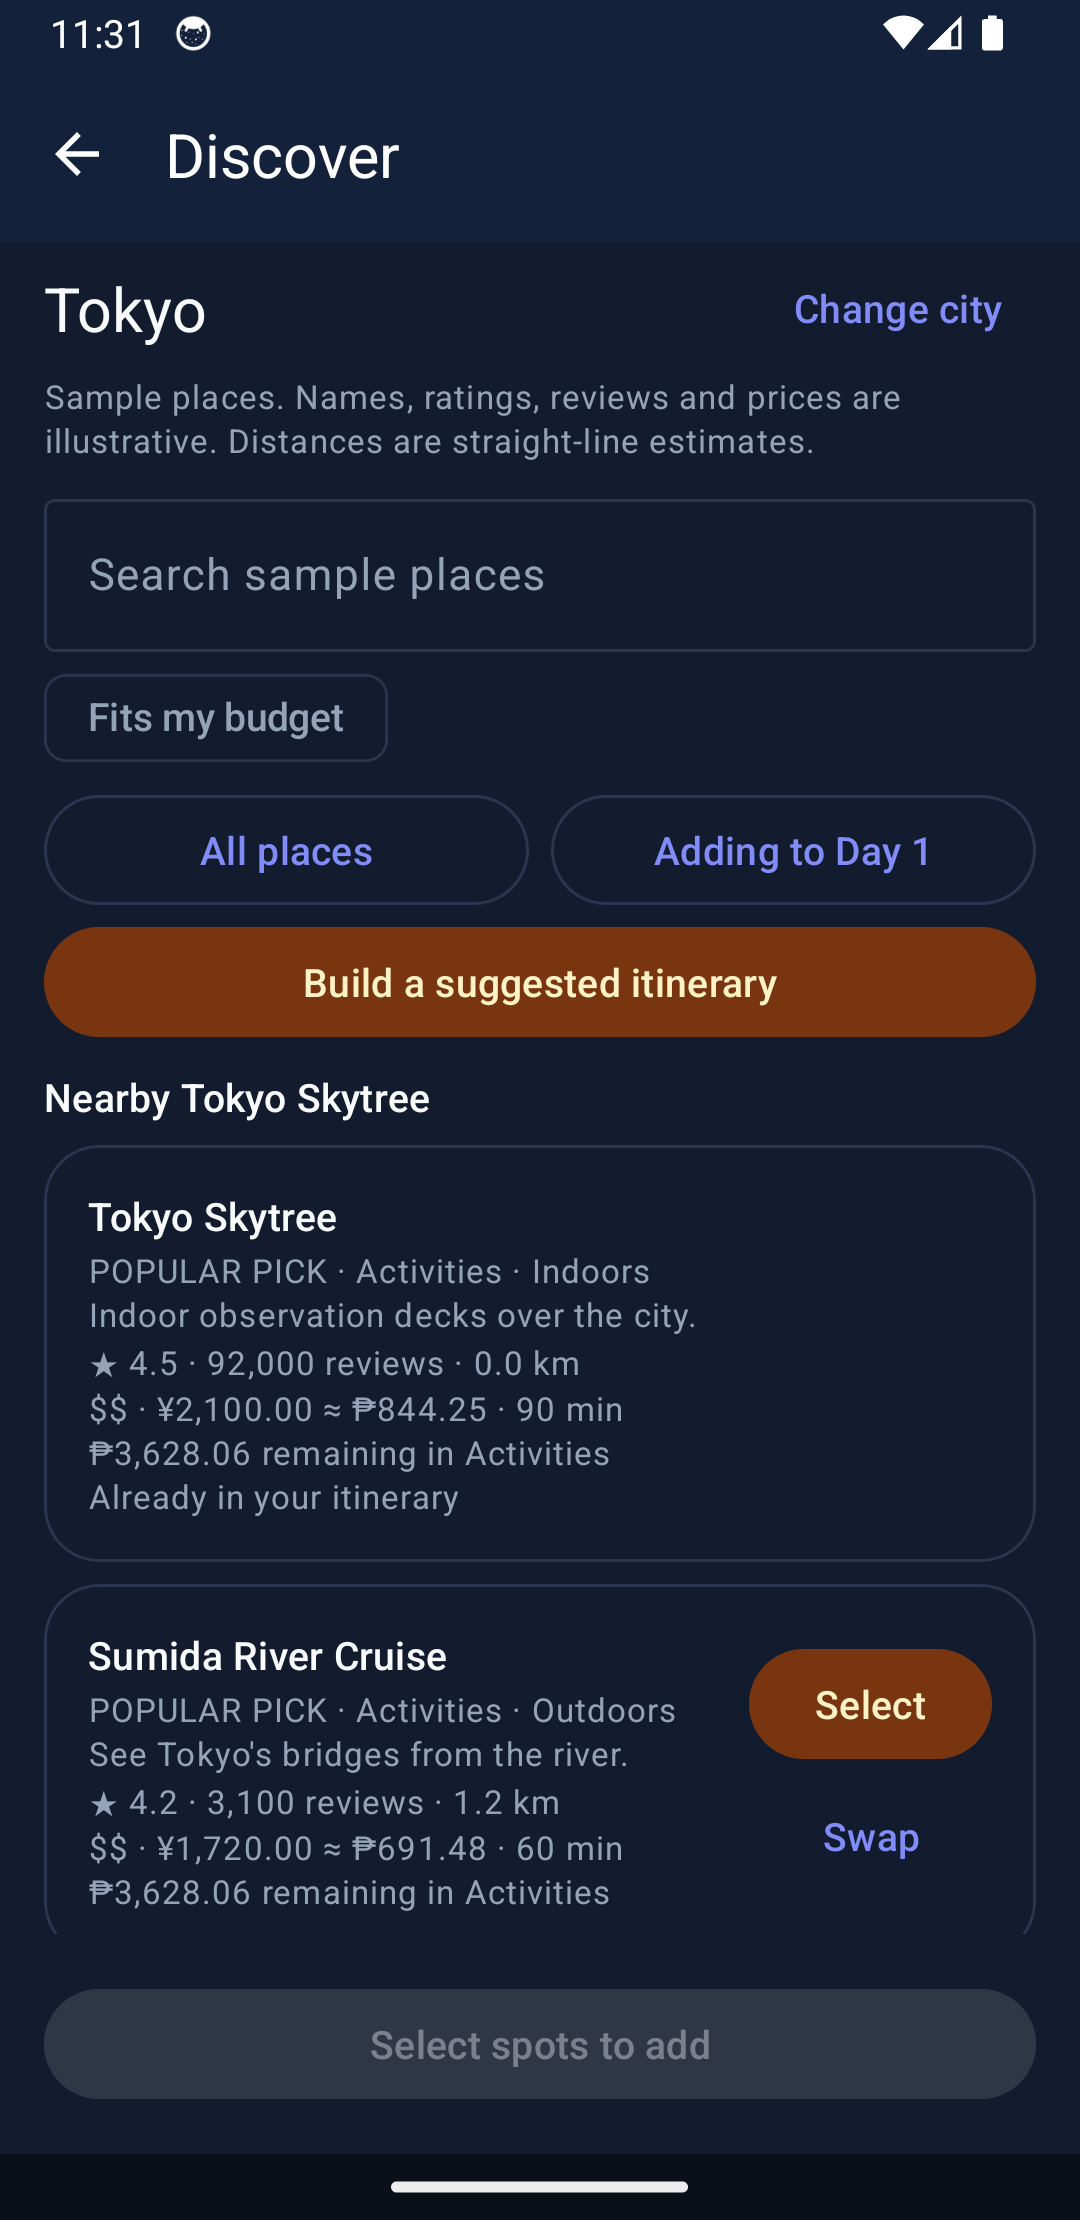 11:31
Discover
Tokyo
Change city
Sample places. Names, ratings, reviews and prices are
illustrative. Distances are straight-line estimates.
Search sample places
Fits my budget
All places
Adding to Day 1
Build a suggested itinerary
Nearby Tokyo Skytree
Tokyo Skytree
POPULAR PICK · Activities · Indoors
Indoor observation decks over the city.
★ 4.5 · 92,000 reviews · 0.0 km
$$ · ¥2,100.00 ≈ ₱844.25 · 90 min
₱3,628.06 remaining in Activities
Already in your itinerary
Sumida River Cruise
POPULAR PICK · Activities · Outdoors
See Tokyo's bridges from the river.
★ 4.2 · 3,100 reviews · 1.2 km
$$ · ¥1,720.00 ≈ ₱691.48 · 60 min
₱3,628.06 remaining in Activities
Select
Swap
Select spots to add